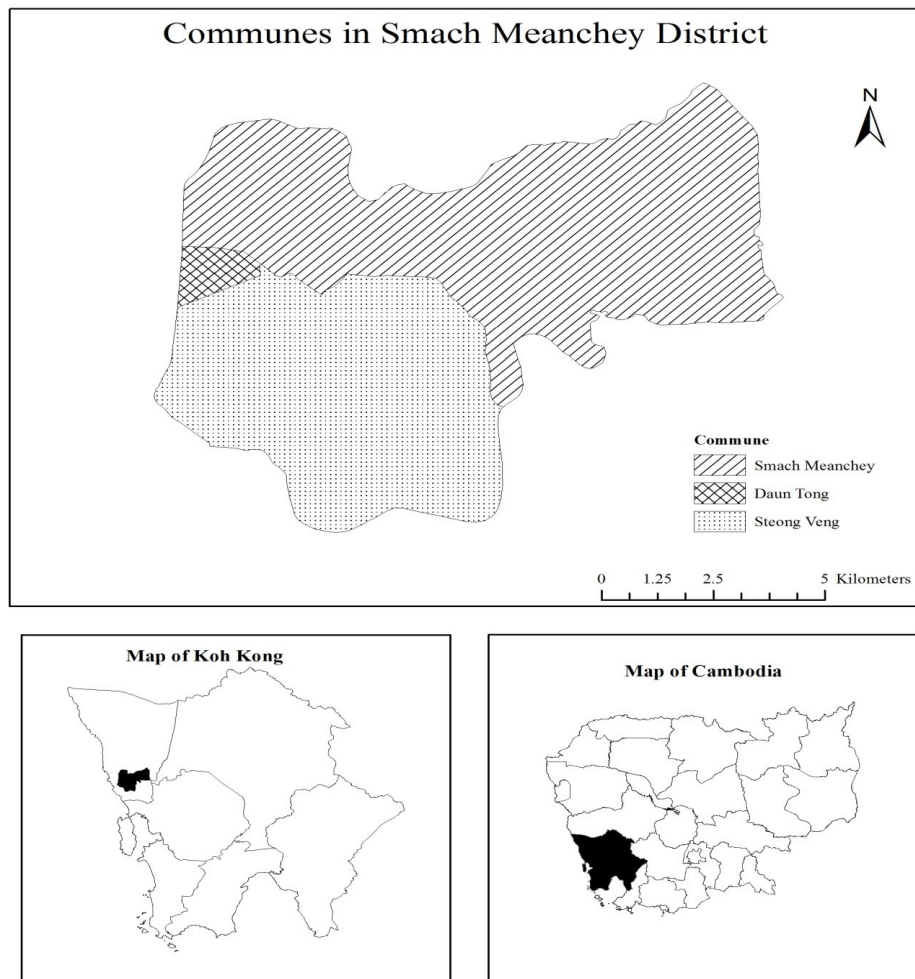 Communes in Smach Meanchey District
N
Commune
Smach Meanchey
Daun Tong
Steong Veng
0 1.25 2.5 5 Kilometers
Map of Koh Kong
Map of Cambodia